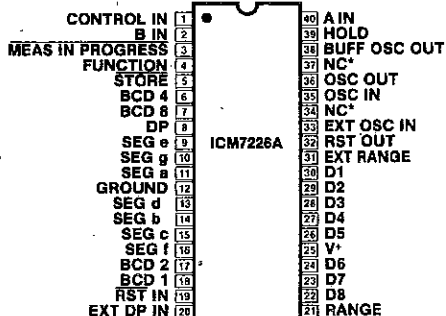 CONTROL IN 1
B IN 2
MEAS IN PROGRESS 3
FUNCTION 4
STORE 5
BCD 4 6
BCD 8 7
DP 8
SEG e 9
SEG g 10
SEG a 11
GROUND 12
SEG d 13
SEG b 14
SEG c 15
SEG f 16
BCD 2 17
BCD 1 18
RST IN 19
EXT DP IN 20
ICM7226A
40 A IN
39 HOLD
38 BUFF OSC OUT
37 NC*
36 OSC OUT
35 OSC IN
34 NC*
33 EXT OSC IN
32 RST OUT
31 EXT RANGE
30 D1
29 D2
28 D3
27 D4
26 D5
25 V+
24 D6
23 D7
22 D8
21 RANGE